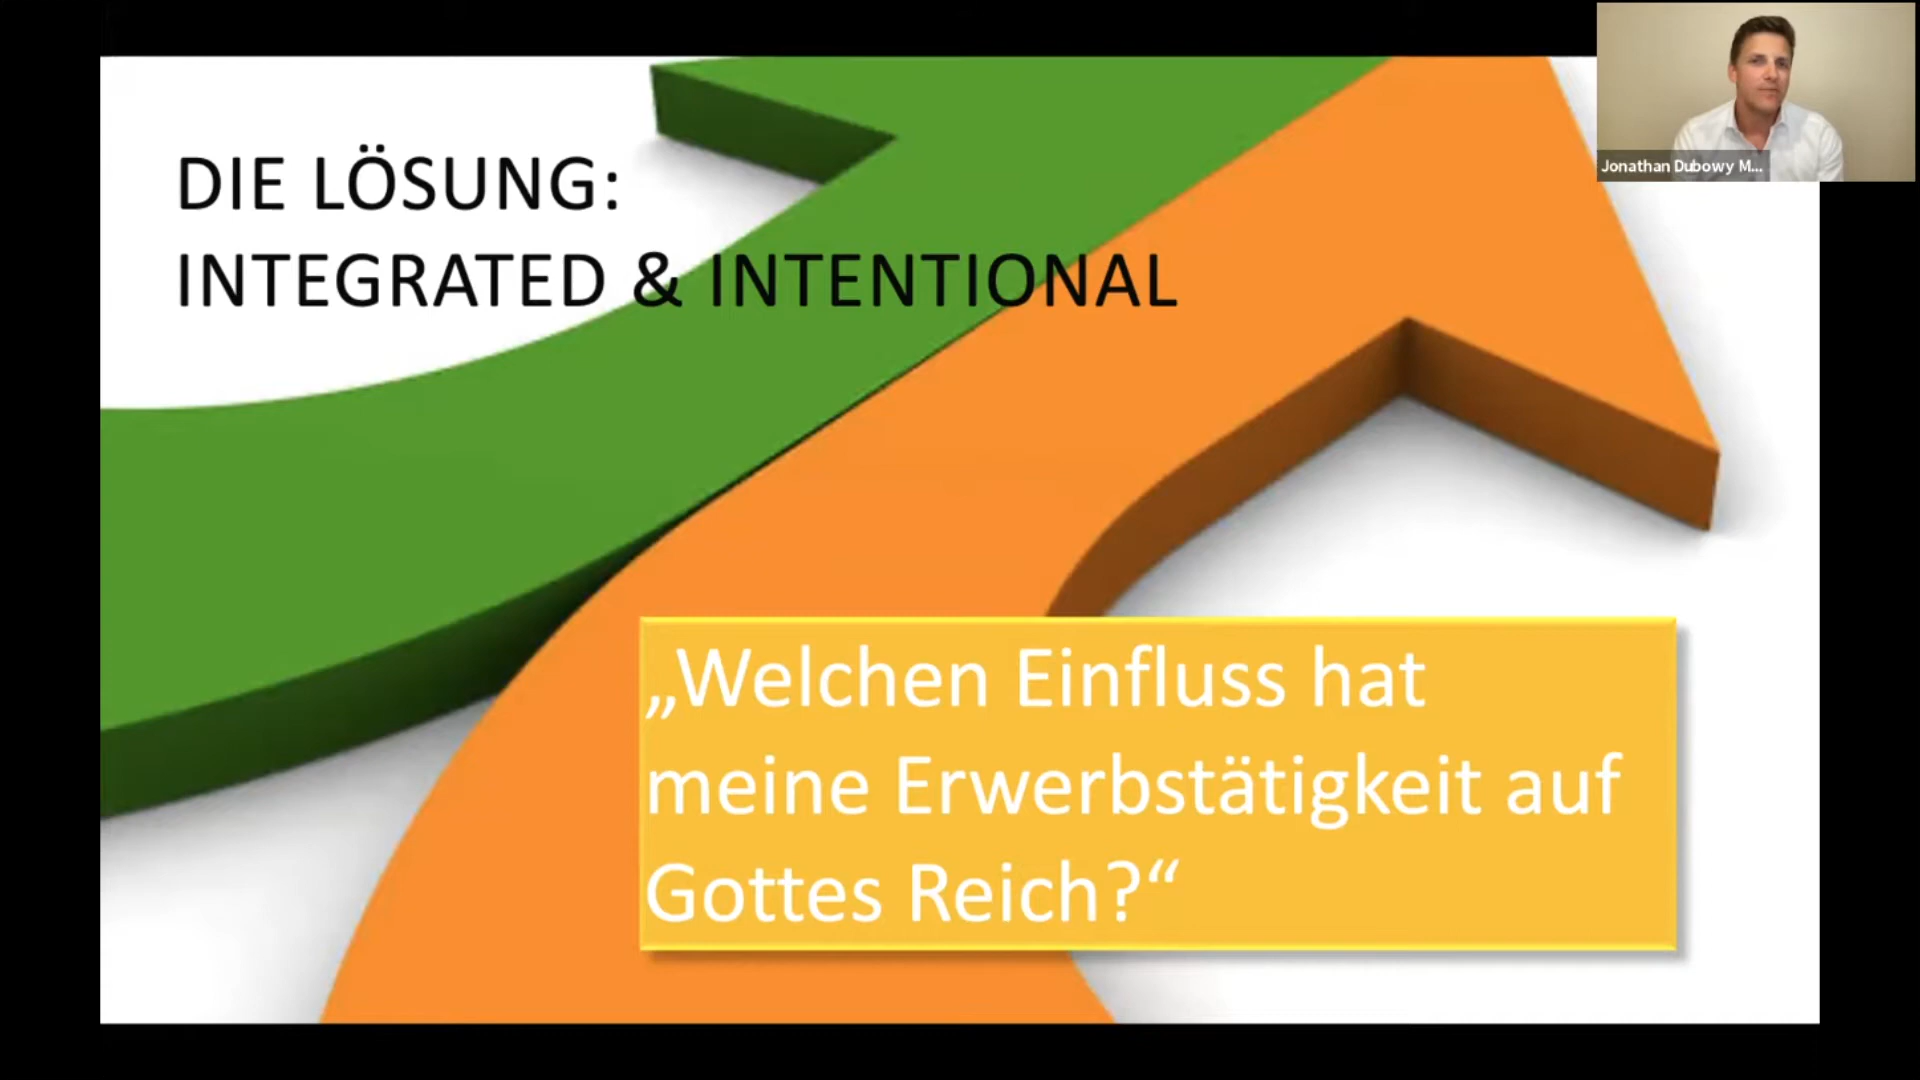 DIE LÖSUNG:
INTEGRATED & INTENTIONAL
„Welchen Einfluss hat
meine Erwerbstätigkeit auf
Gottes Reich?“
Jonathan Dubowy M...